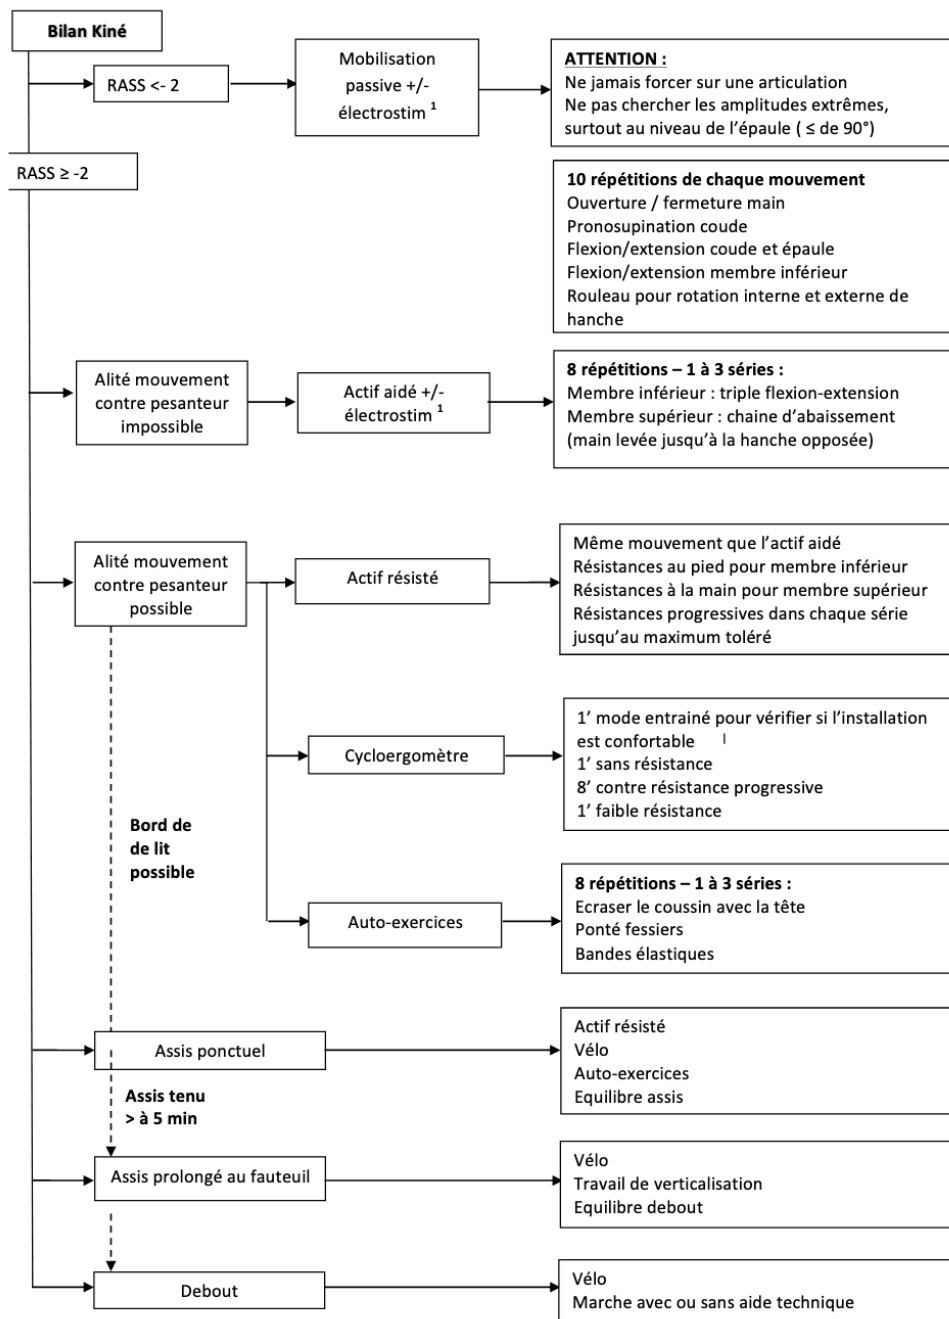 Bilan Kiné
RASS <- 2
Mobilisation
passive +/-
électrostim ¹
ATTENTION :
Ne jamais forcer sur une articulation
Ne pas chercher les amplitudes extrêmes,
surtout au niveau de l’épaule ( ≤ de 90°)
RASS ≥ -2
10 répétitions de chaque mouvement
Ouverture / fermeture main
Pronosupination coude
Flexion/extension coude et épaule
Flexion/extension membre inférieur
Rouleau pour rotation interne et externe de
hanche
Alité mouvement
contre pesanteur
impossible
Actif aidé +/-
électrostim ¹
8 répétitions – 1 à 3 séries :
Membre inférieur : triple flexion-extension
Membre supérieur : chaine d’abaissement
(main levée jusqu’à la hanche opposée)
Alité mouvement
contre pesanteur
possible
Actif résisté
Même mouvement que l’actif aidé
Résistances au pied pour membre inférieur
Résistances à la main pour membre supérieur
Résistances progressives dans chaque série
jusqu’au maximum toléré
Cycloergomètre
1’ mode entrainé pour vérifier si l’installation
est confortable
1’ sans résistance
8’ contre résistance progressive
1’ faible résistance
Bord de
de lit
possible
Auto-exercices
8 répétitions – 1 à 3 séries :
Ecraser le coussin avec la tête
Ponté fessiers
Bandes élastiques
Assis ponctuel
Actif résisté
Vélo
Auto-exercices
Equilibre assis
Assis tenu
> à 5 min
Assis prolongé au fauteuil
Vélo
Travail de verticalisation
Equilibre debout
Debout
Vélo
Marche avec ou sans aide technique